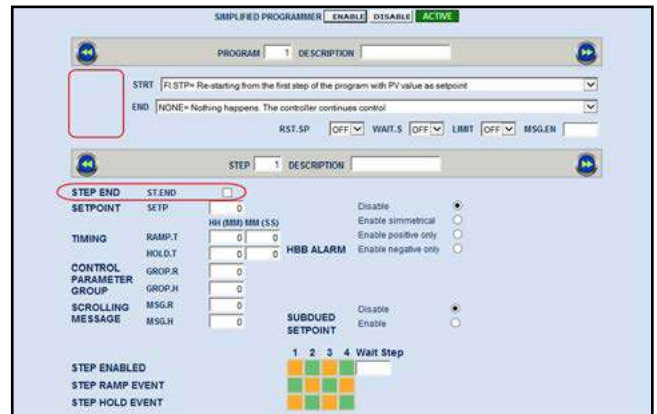 SIMPLIFIED PROGRAMMER ENABLE DISABLE ACTIVE
PROGRAM 1 DESCRIPTION
STRT FI.STP= Re-starting from the first step of the program with PV value as setpoint
END NONE= Nothing happens. The controller continues control
RST.SP OFF WAIT.S OFF LIMIT OFF MSG.EN
STEP 1 DESCRIPTION
STEP END ST.END
SETPOINT SETP 0
HH (MM) MM (SS)
TIMING RAMP.T 0 0
HOLD.T 0 0
HBB ALARM
Disable
Enable simmetrical
Enable positive only
Enable negative only
CONTROL PARAMETER GROUP
GROP.R 0
GROP.H 0
SCROLLING MESSAGE
MSG.R 0
MSG.H 0
SUBDUED SETPOINT
Disable
Enable
1 2 3 4 Wait Step
STEP ENABLED
STEP RAMP EVENT
STEP HOLD EVENT